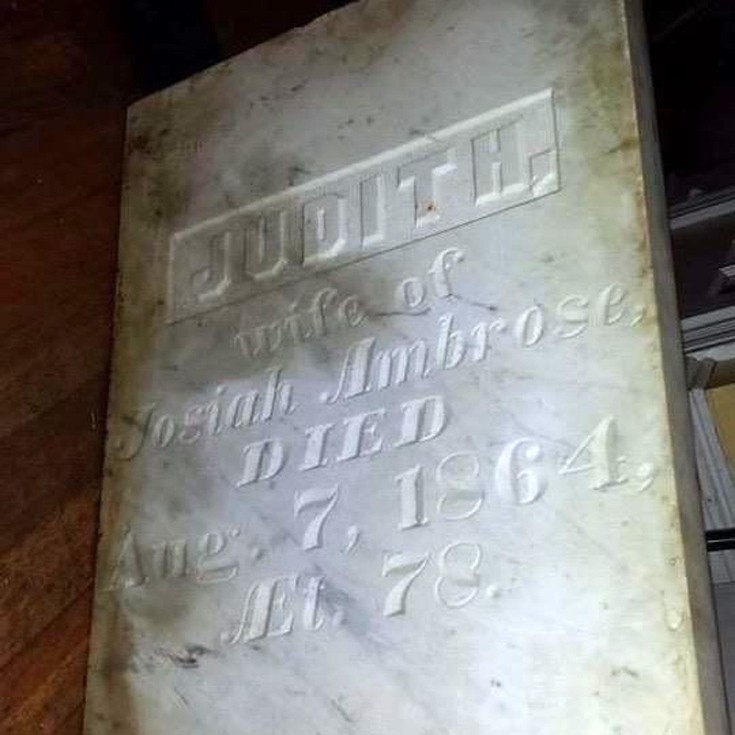 JUDITH,
wife of
Josiah Ambrose,
DIED
Aug. 7, 1864,
Æt. 78.